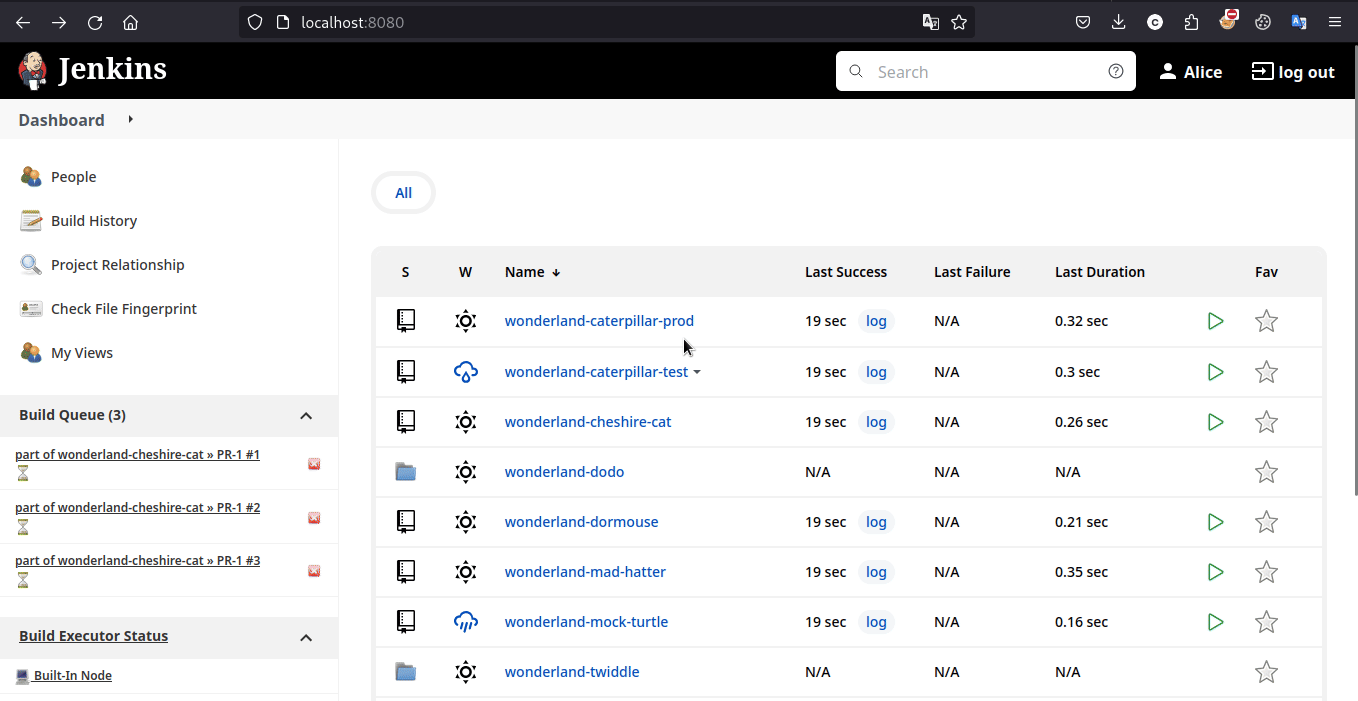 localhost:8080
Jenkins
Search
Alice
log out
Dashboard
People
Build History
Project Relationship
Check File Fingerprint
My Views
Build Queue (3)
part of wonderland-cheshire-cat » PR-1 #1
part of wonderland-cheshire-cat » PR-1 #2
part of wonderland-cheshire-cat » PR-1 #3
Build Executor Status
Built-In Node
All
S W Name ↓ Last Success Last Failure Last Duration Fav
wonderland-caterpillar-prod 19 sec log N/A 0.32 sec
wonderland-caterpillar-test 19 sec log N/A 0.3 sec
wonderland-cheshire-cat 19 sec log N/A 0.26 sec
wonderland-dodo N/A N/A N/A
wonderland-dormouse 19 sec log N/A 0.21 sec
wonderland-mad-hatter 19 sec log N/A 0.35 sec
wonderland-mock-turtle 19 sec log N/A 0.16 sec
wonderland-twiddle N/A N/A N/A